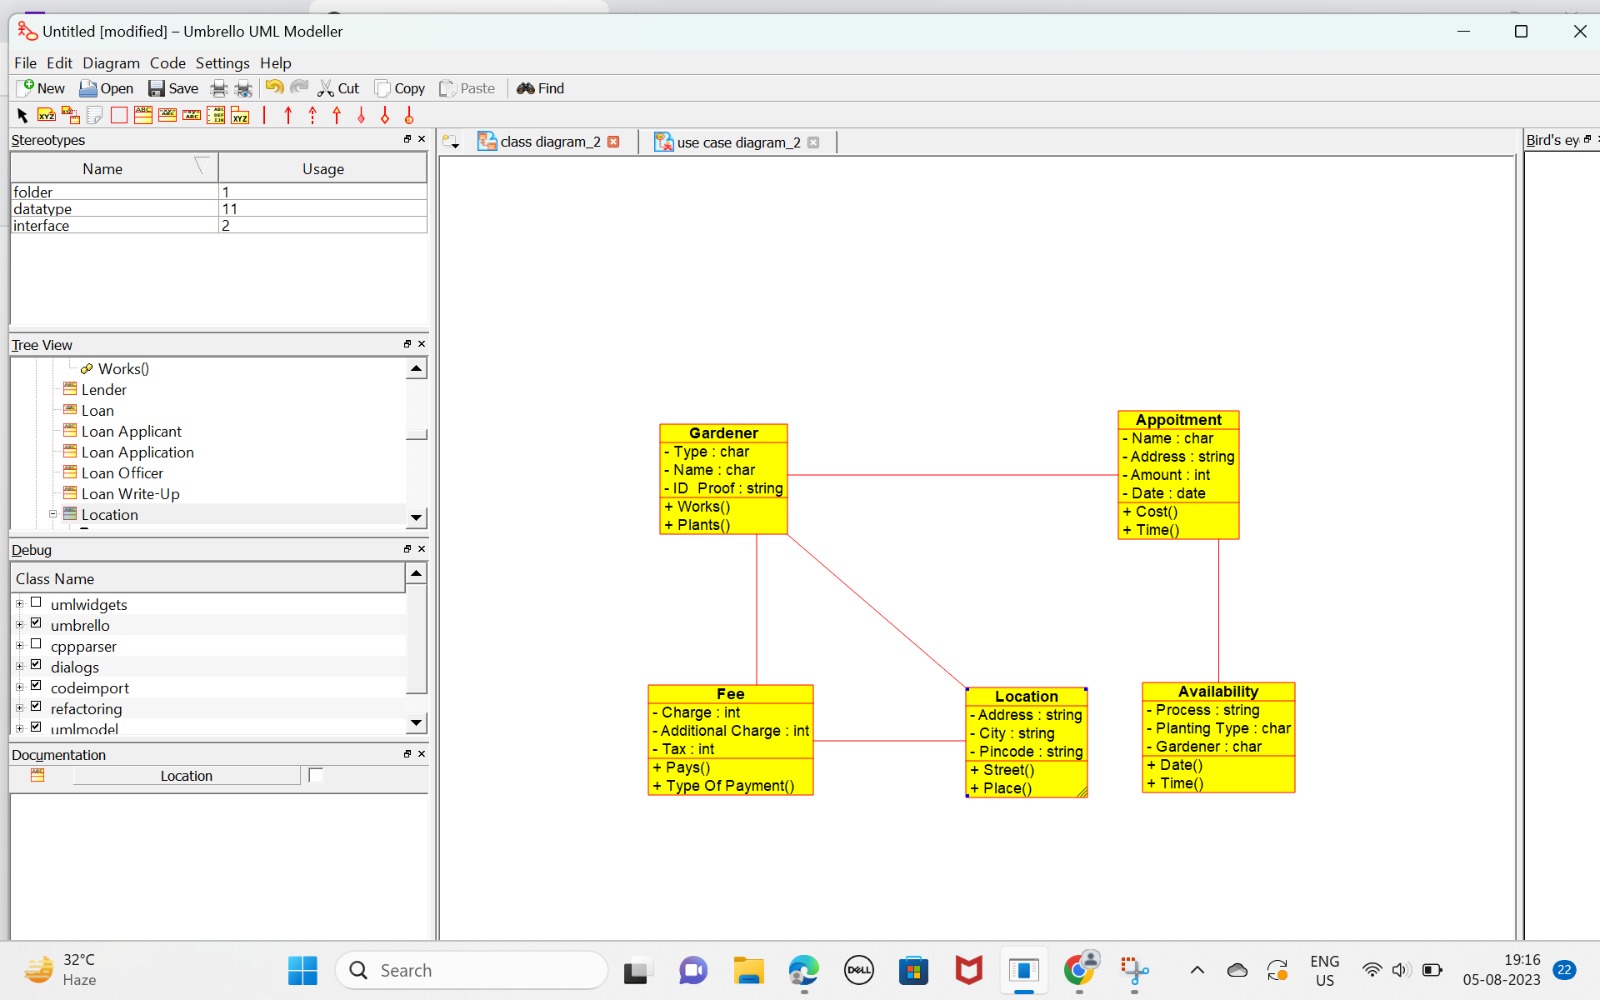 Untitled [modified] – Umbrello UML Modeller
File Edit Diagram Code Settings Help
New Open Save Cut Copy Paste Find
Stereotypes
Name Usage
folder 1
datatype 11
interface 2
Tree View
Works()
Lender
Loan
Loan Applicant
Loan Application
Loan Officer
Loan Write-Up
Location
Debug
Class Name
umlwidgets
umbrello
cppparser
dialogs
codeimport
refactoring
umlmodel
Documentation
Location
class diagram_2
use case diagram_2
Bird's ey
Gardener
- Type : char
- Name : char
- ID_Proof : string
+ Works()
+ Plants()
Appoitment
- Name : char
- Address : string
- Amount : int
- Date : date
+ Cost()
+ Time()
Fee
- Charge : int
- Additional Charge : int
- Tax : int
+ Pays()
+ Type Of Payment()
Location
- Address : string
- City : string
- Pincode : string
+ Street()
+ Place()
Availability
- Process : string
- Planting Type : char
- Gardener : char
+ Date()
+ Time()
32°C
Haze
Search
DELL
ENG
US
19:16
05-08-2023
22